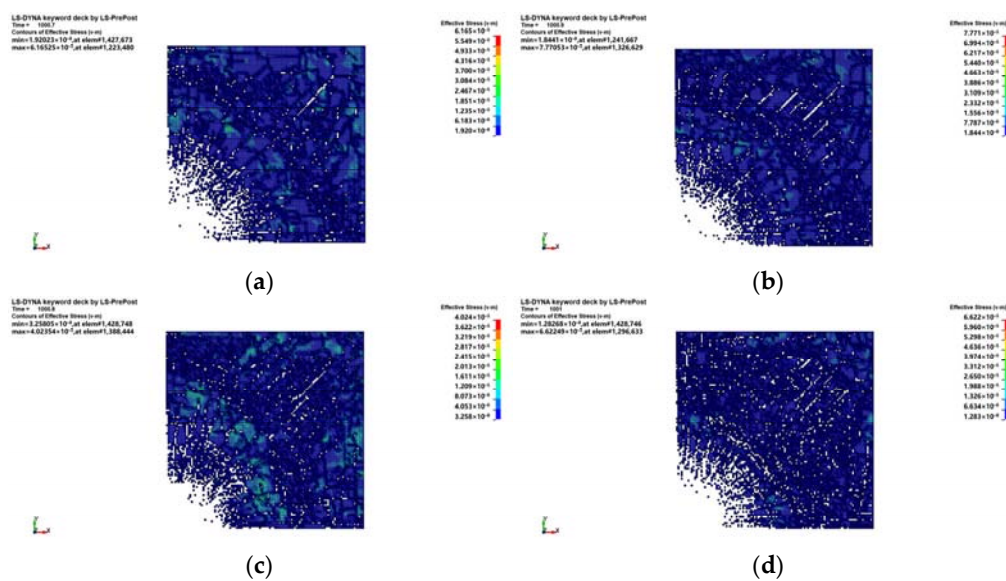 LS-DYNA keyword deck by LS-PrePost
Time = 1000.7
Contours of Effective Stress (v-m)
min=1.92023×10⁻⁸, at elem#1,427,673
max=6.16525×10⁻⁵, at elem#1,223,480
Effective Stress (v-m)
6.165×10⁻⁵
5.549×10⁻⁵
4.933×10⁻⁵
4.316×10⁻⁵
3.700×10⁻⁵
3.084×10⁻⁵
2.467×10⁻⁵
1.851×10⁻⁵
1.235×10⁻⁵
6.183×10⁻⁶
1.920×10⁻⁸
Y
X
(a)
LS-DYNA keyword deck by LS-PrePost
Contours of Effective Stress (v-m)
min=1.8441×10⁻⁸, at elem#1,241,667
max=7.77053×10⁻⁵, at elem#1,326,629
Effective Stress (v-m)
7.771×10⁻⁵
6.994×10⁻⁵
6.217×10⁻⁵
5.440×10⁻⁵
4.663×10⁻⁵
3.886×10⁻⁵
3.109×10⁻⁵
2.332×10⁻⁵
1.556×10⁻⁵
7.787×10⁻⁶
1.844×10⁻⁸
Y
X
(b)
LS-DYNA keyword deck by LS-PrePost
Contours of Effective Stress (v-m)
min=3.25805×10⁻⁸, at elem#1,428,748
max=4.02354×10⁻⁵, at elem#1,388,444
Effective Stress (v-m)
4.024×10⁻⁵
3.622×10⁻⁵
3.219×10⁻⁵
2.817×10⁻⁵
2.415×10⁻⁵
2.013×10⁻⁵
1.611×10⁻⁵
1.209×10⁻⁵
8.073×10⁻⁶
4.053×10⁻⁶
3.258×10⁻⁸
Y
X
(c)
LS-DYNA keyword deck by LS-PrePost
Time = 1001
Contours of Effective Stress (v-m)
min=1.28268×10⁻⁸, at elem#1,428,746
max=6.62249×10⁻⁵, at elem#1,296,633
Effective Stress (v-m)
6.622×10⁻⁵
5.960×10⁻⁵
5.298×10⁻⁵
4.636×10⁻⁵
3.974×10⁻⁵
3.312×10⁻⁵
2.650×10⁻⁵
1.988×10⁻⁵
1.326×10⁻⁵
6.634×10⁻⁶
1.283×10⁻⁸
Y
X
(d)